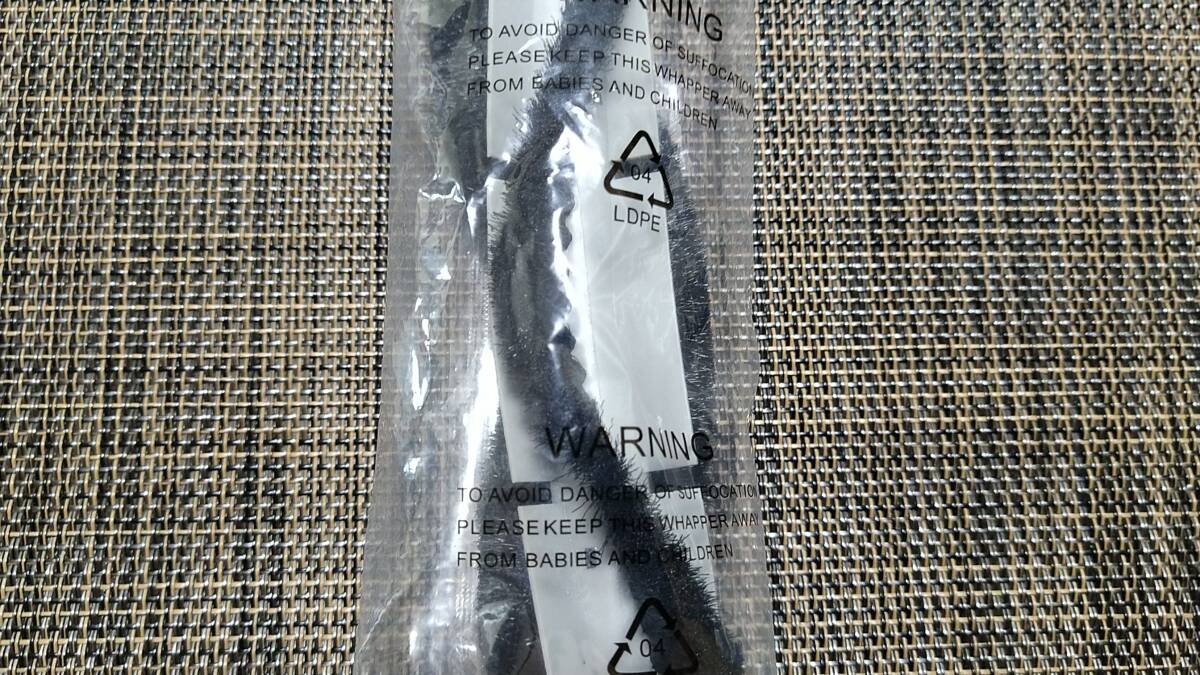 WARNING
TO AVOID DANGER OF SUFFOCATION
PLEASE KEEP THIS WHAPPER AWAY
FROM BABIES AND CHILDREN
04
LDPE
WARNING
TO AVOID DANGER OF SUFFOCATION
PLEASE KEEP THIS WHAPPER AWAY
FROM BABIES AND CHILDREN
04